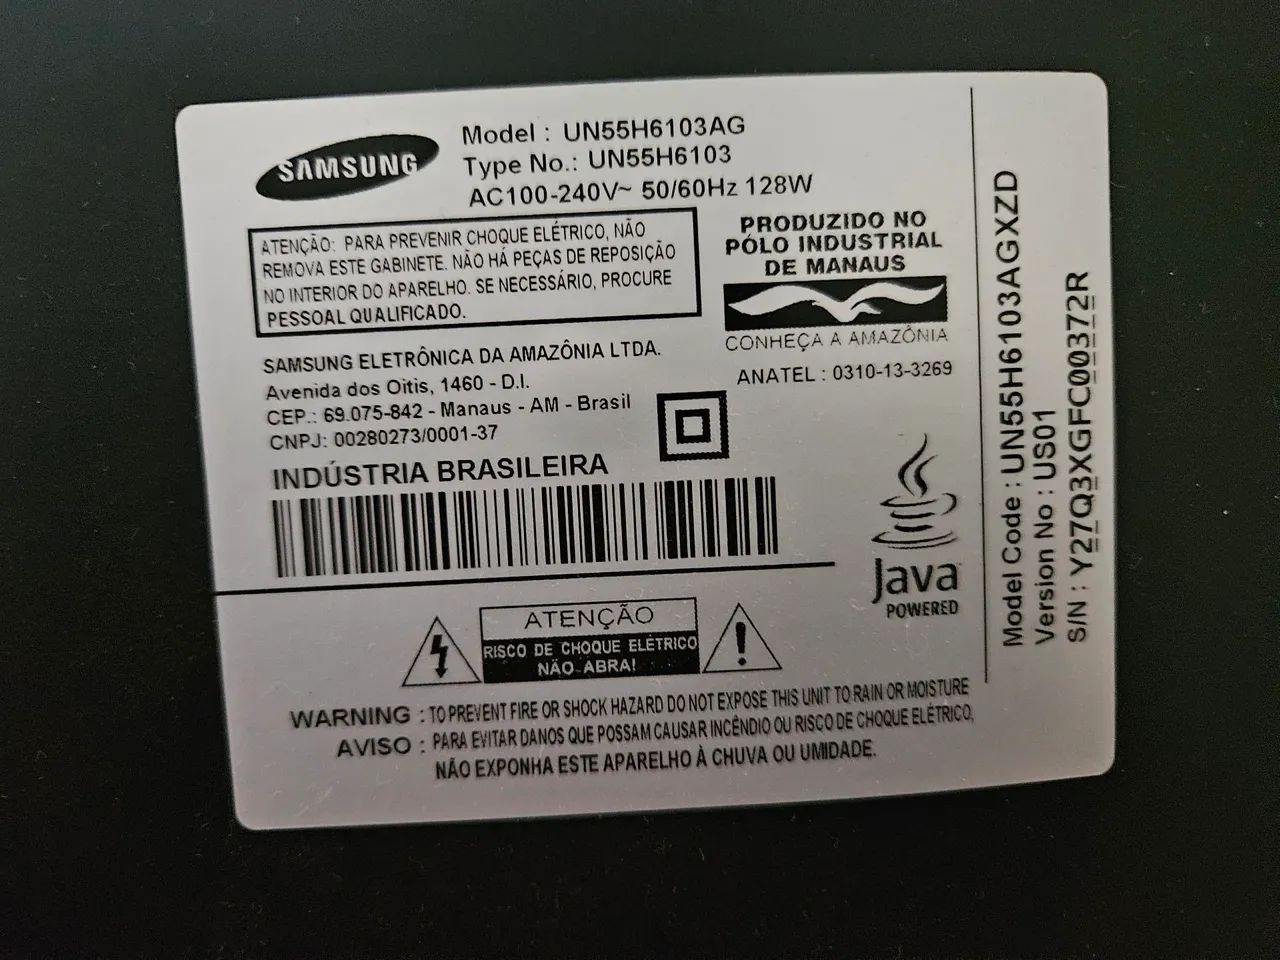 SAMSUNG
Model : UN55H6103AG
Type No.: UN55H6103
AC100-240V~ 50/60Hz 128W
ATENÇÃO: PARA PREVENIR CHOQUE ELÉTRICO, NÃO
REMOVA ESTE GABINETE. NÃO HÁ PEÇAS DE REPOSIÇÃO
NO INTERIOR DO APARELHO. SE NECESSÁRIO, PROCURE
PESSOAL QUALIFICADO.
PRODUZIDO NO
PÓLO INDUSTRIAL
DE MANAUS
CONHEÇA A AMAZÔNIA
ANATEL : 0310-13-3269
SAMSUNG ELETRÔNICA DA AMAZÔNIA LTDA.
Avenida dos Oitis, 1460 - D.I.
CEP.: 69.075-842 - Manaus - AM - Brasil
CNPJ: 00280273/0001-37
INDÚSTRIA BRASILEIRA
Java
POWERED
ATENÇÃO
RISCO DE CHOQUE ELÉTRICO
NÃO ABRA!
WARNING : TO PREVENT FIRE OR SHOCK HAZARD DO NOT EXPOSE THIS UNIT TO RAIN OR MOISTURE
AVISO : PARA EVITAR DANOS QUE POSSAM CAUSAR INCÊNDIO OU RISCO DE CHOQUE ELÉTRICO,
NÃO EXPONHA ESTE APARELHO À CHUVA OU UMIDADE.
Model Code : UN55H6103AGXZD
Version No : US01
S/N : Y27Q3XGFC00372R